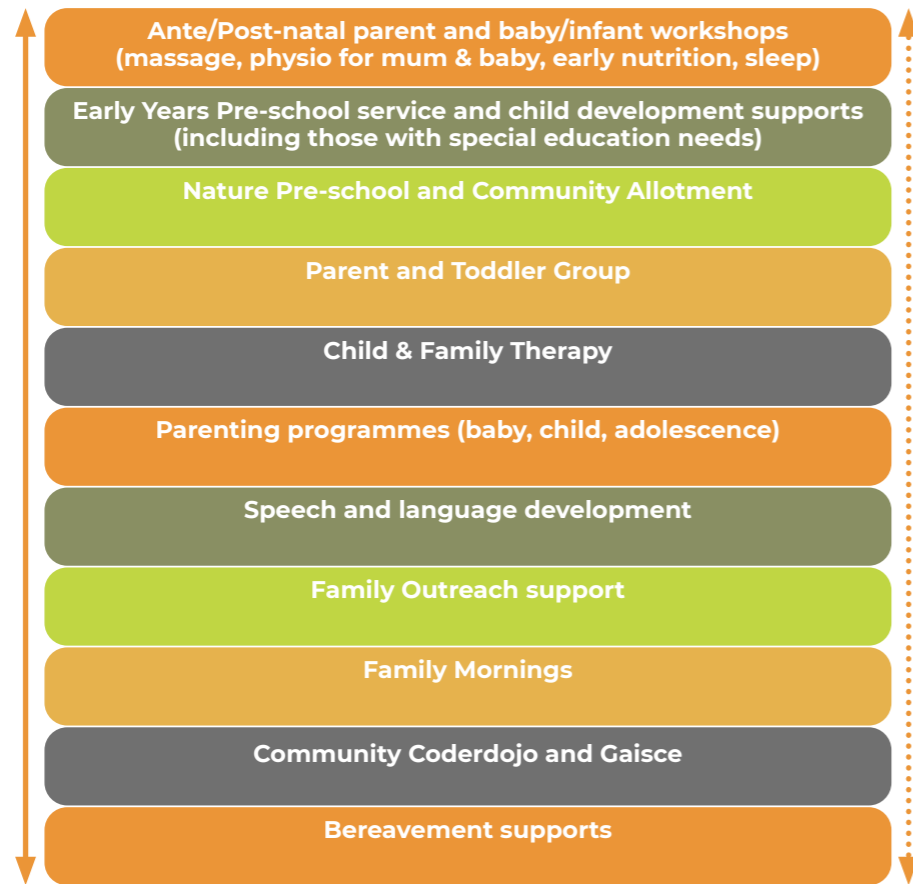 Ante/Post-natal parent and baby/infant workshops
(massage, physio for mum & baby, early nutrition, sleep)
Early Years Pre-school service and child development supports
(including those with special education needs)
Nature Pre-school and Community Allotment
Parent and Toddler Group
Child & Family Therapy
Parenting programmes (baby, child, adolescence)
Speech and language development
Family Outreach support
Family Mornings
Community Coderdojo and Gaisce
Bereavement supports